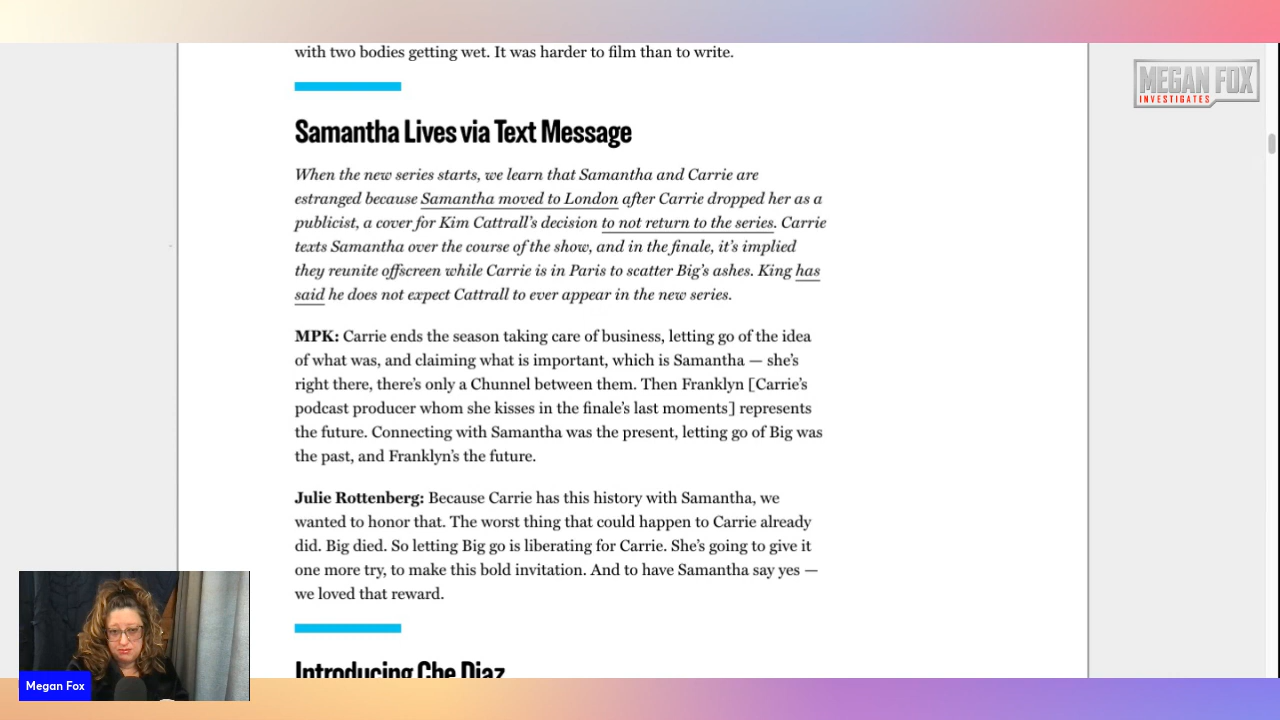 with two bodies getting wet. It was harder to film than to write.
MEGAN FOX
INVESTIGATES
Samantha Lives via Text Message
When the new series starts, we learn that Samantha and Carrie are
estranged because Samantha moved to London after Carrie dropped her as a
publicist, a cover for Kim Cattrall’s decision to not return to the series. Carrie
texts Samantha over the course of the show, and in the finale, it’s implied
they reunite offscreen while Carrie is in Paris to scatter Big’s ashes. King has
said he does not expect Cattrall to ever appear in the new series.
MPK: Carrie ends the season taking care of business, letting go of the idea
of what was, and claiming what is important, which is Samantha — she’s
right there, there’s only a Chunnel between them. Then Franklyn [Carrie’s
podcast producer whom she kisses in the finale’s last moments] represents
the future. Connecting with Samantha was the present, letting go of Big was
the past, and Franklyn’s the future.
Julie Rottenberg: Because Carrie has this history with Samantha, we
wanted to honor that. The worst thing that could happen to Carrie already
did. Big died. So letting Big go is liberating for Carrie. She’s going to give it
one more try, to make this bold invitation. And to have Samantha say yes —
we loved that reward.
Introducing Che Diaz
Megan Fox